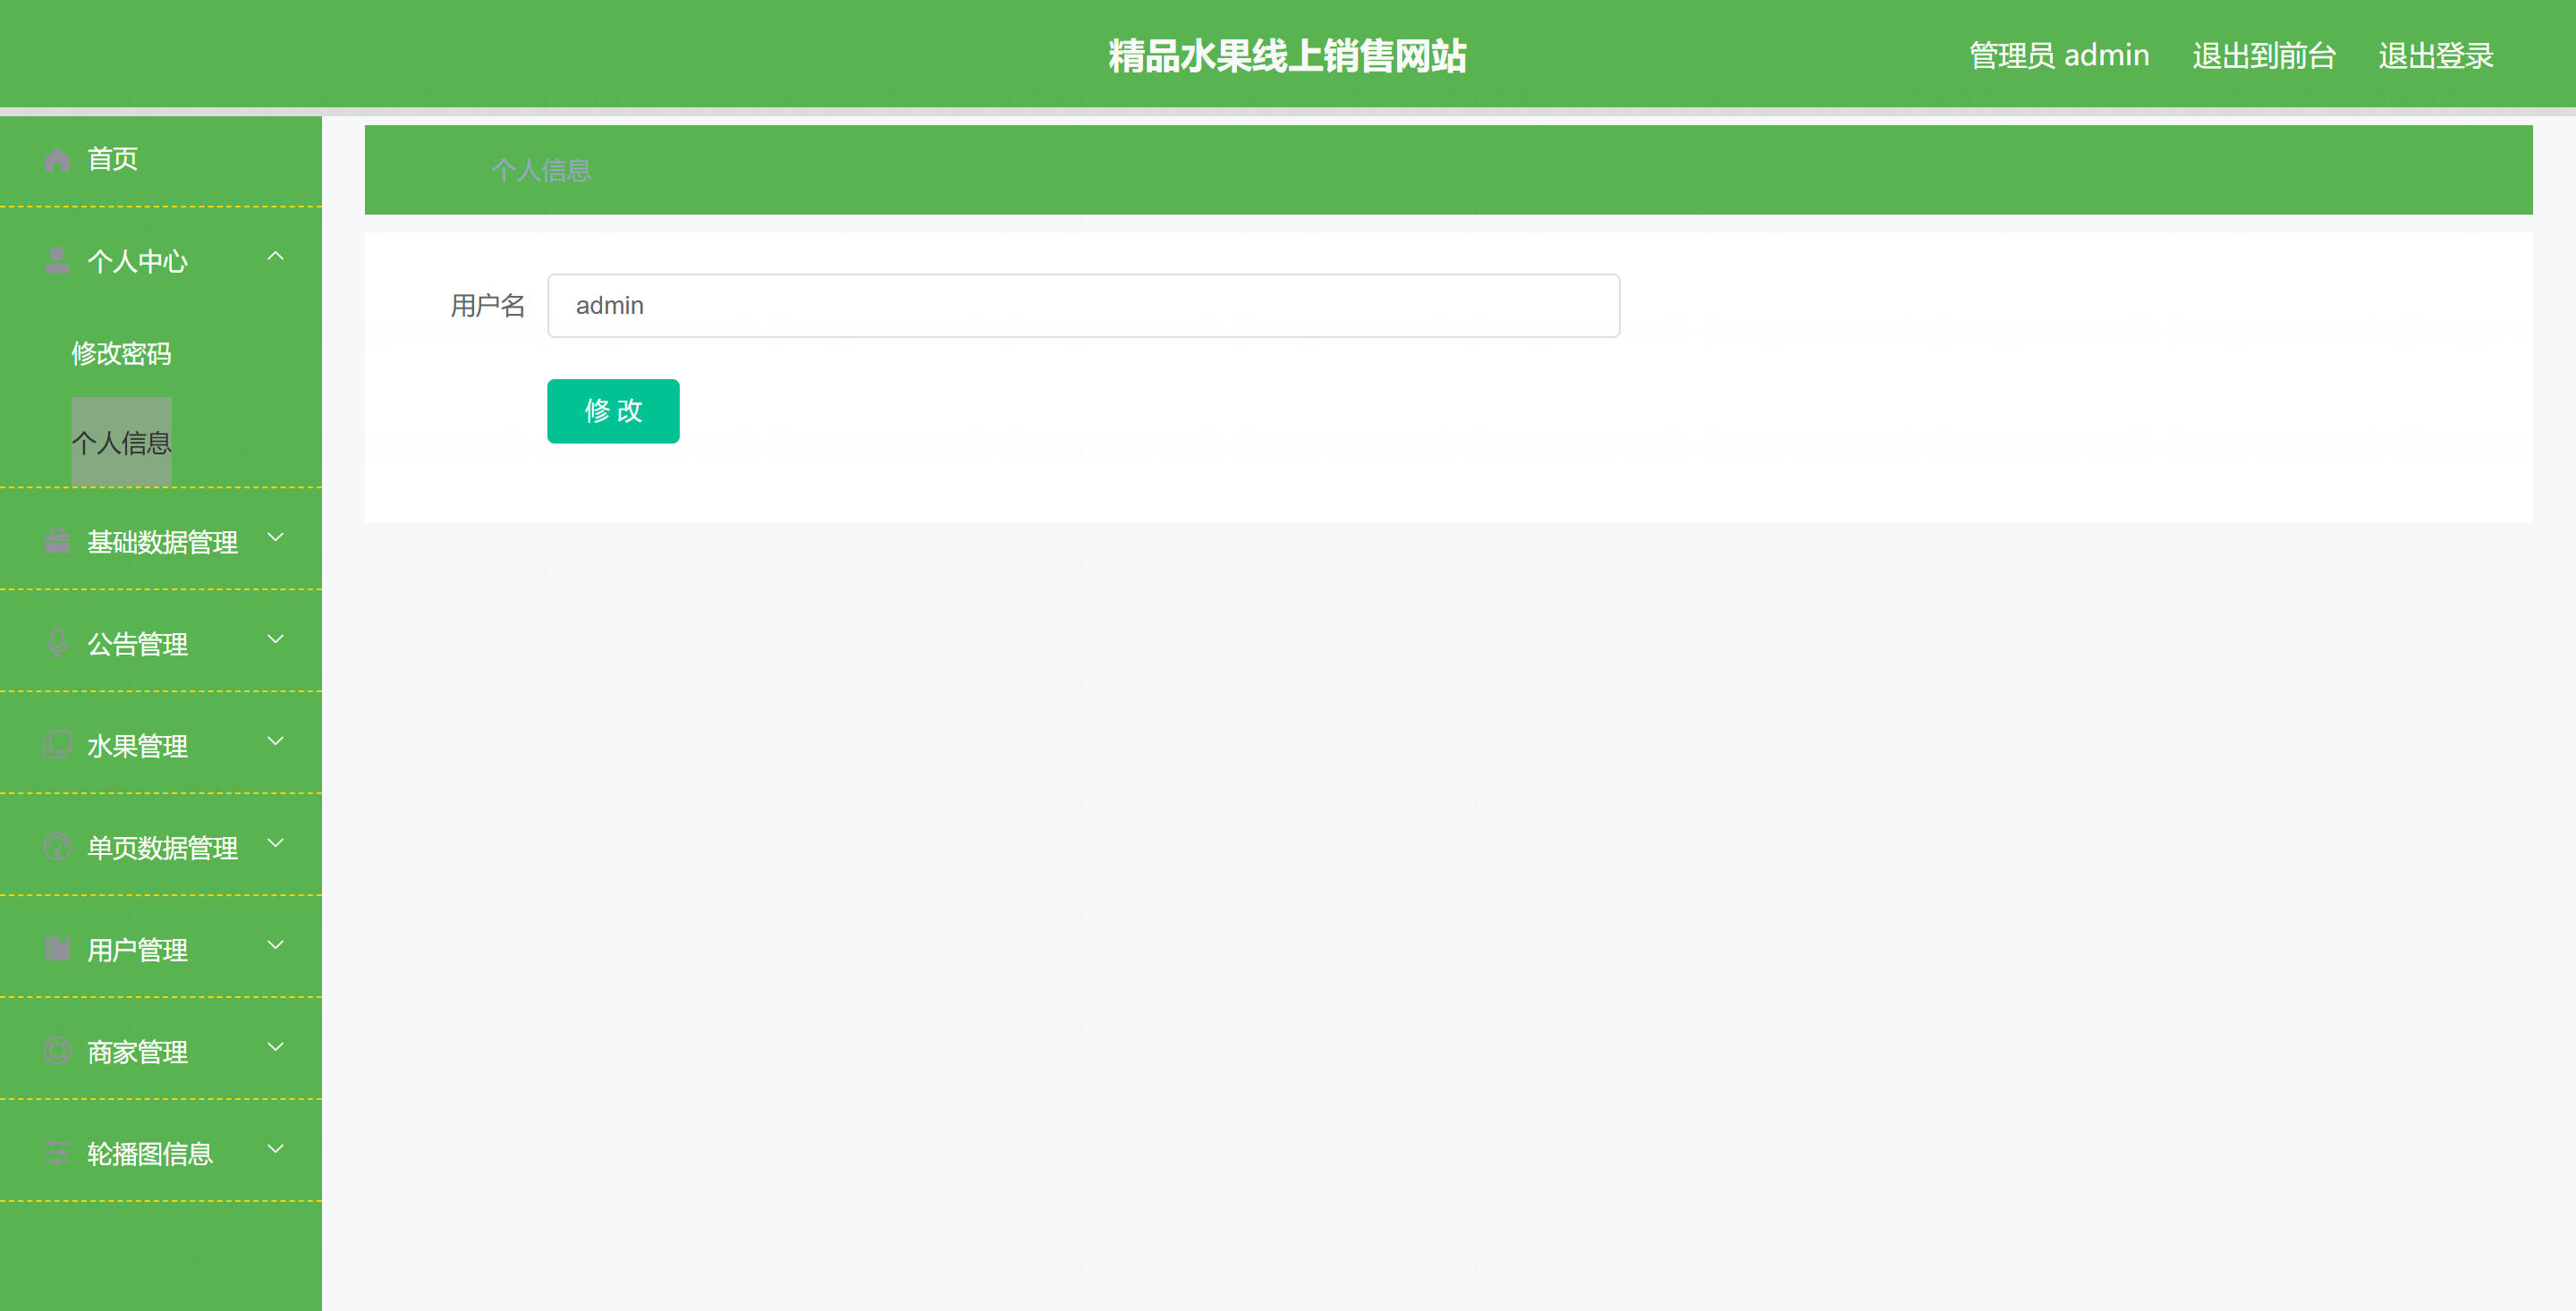 精品水果线上销售网站
管理员 admin 退出到前台 退出登录
首页
个人中心
修改密码
个人信息
基础数据管理
公告管理
水果管理
单页数据管理
用户管理
商家管理
轮播图信息
个人信息
用户名 admin
修 改